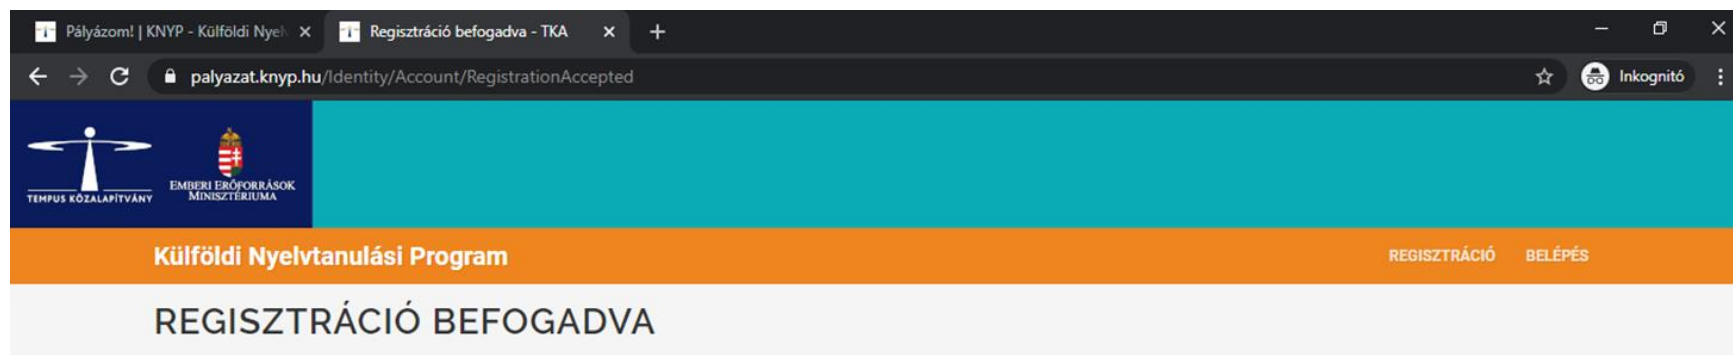 Pályázom! | KNYP - Külföldi Nyel
Regisztráció befogadva - TKA
palyazat.knyp.hu/Identity/Account/RegistrationAccepted
Inkognitó
TEMPUS KÖZALAPÍTVÁNY
EMBERI ERŐFORRÁSOK
MINISZTÉRIUMA
Külföldi Nyelvtanulási Program
REGISZTRÁCIÓ
BELÉPÉS
REGISZTRÁCIÓ BEFOGADVA